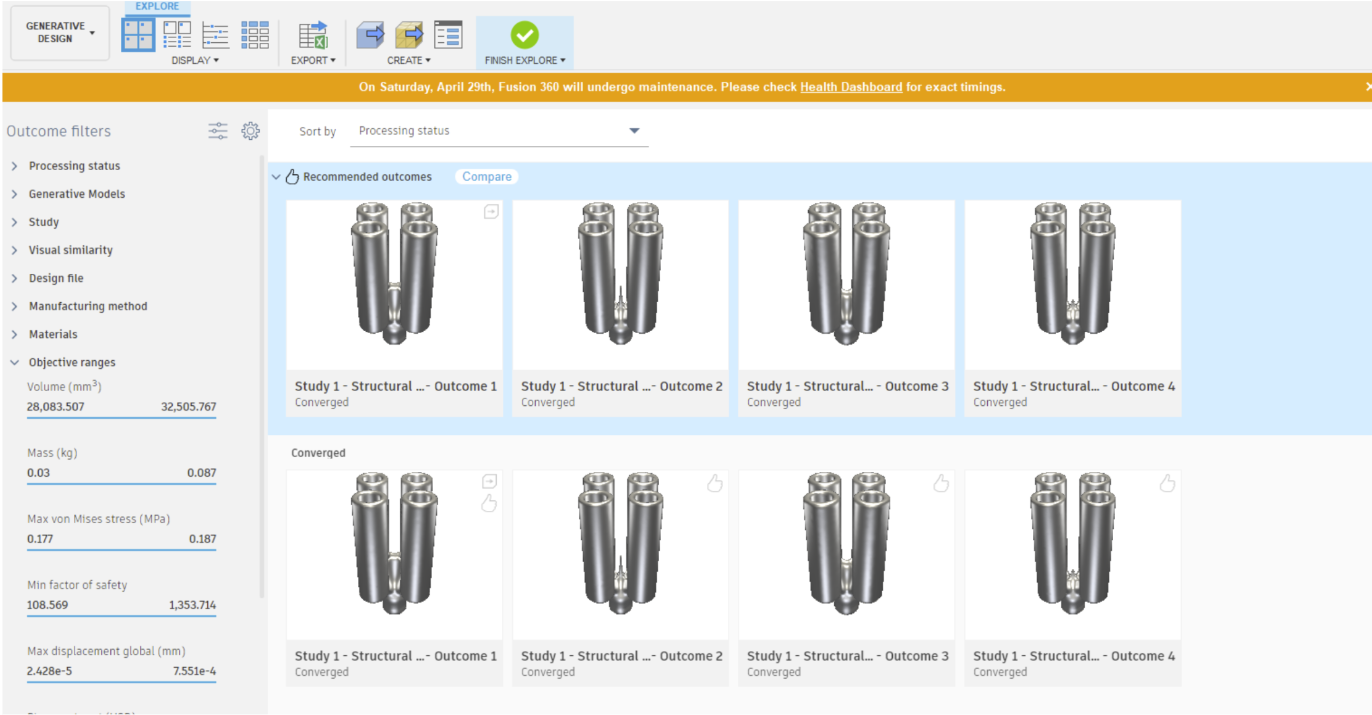 EXPLORE
GENERATIVE
DESIGN
DISPLAY
EXPORT
CREATE
FINISH EXPLORE
On Saturday, April 29th, Fusion 360 will undergo maintenance. Please check Health Dashboard for exact timings.
Outcome filters
Sort by Processing status
Processing status
Generative Models
Study
Visual similarity
Design file
Manufacturing method
Materials
Objective ranges
Volume (mm³)
28,083.507 32,505.767
Mass (kg)
0.03 0.087
Max von Mises stress (MPa)
0.177 0.187
Min factor of safety
108.569 1,353.714
Max displacement global (mm)
2.428e-5 7.551e-4
Recommended outcomes Compare
Study 1 - Structural ...- Outcome 1
Converged
Study 1 - Structural ...- Outcome 2
Converged
Study 1 - Structural... - Outcome 3
Converged
Study 1 - Structural... - Outcome 4
Converged
Converged
Study 1 - Structural ...- Outcome 1
Converged
Study 1 - Structural ...- Outcome 2
Converged
Study 1 - Structural... - Outcome 3
Converged
Study 1 - Structural... - Outcome 4
Converged